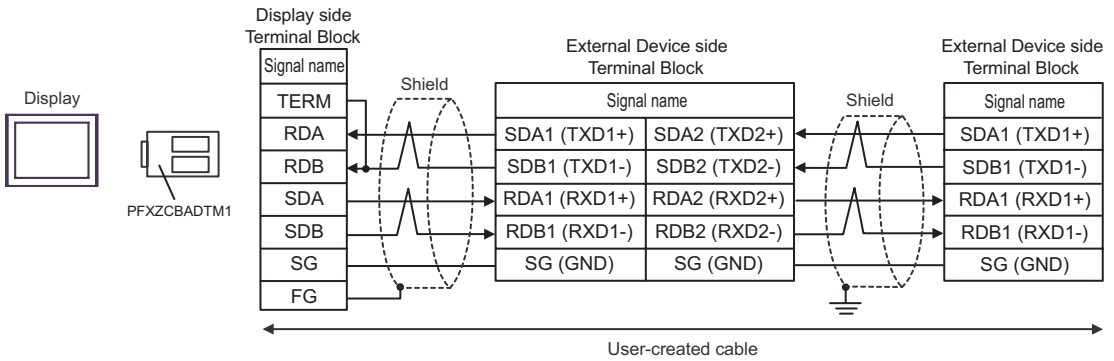 Display side
Terminal Block
External Device side
Terminal Block
External Device side
Terminal Block
Signal name
Shield
Signal name
Shield
Signal name
Display
PFXZCBADTM1
TERM
RDA
SDA1 (TXD1+)
SDA2 (TXD2+)
SDA1 (TXD1+)
RDB
SDB1 (TXD1-)
SDB2 (TXD2-)
SDB1 (TXD1-)
SDA
RDA1 (RXD1+)
RDA2 (RXD2+)
RDA1 (RXD1+)
SDB
RDB1 (RXD1-)
RDB2 (RXD2-)
RDB1 (RXD1-)
SG
SG (GND)
SG (GND)
SG (GND)
FG
User-created cable